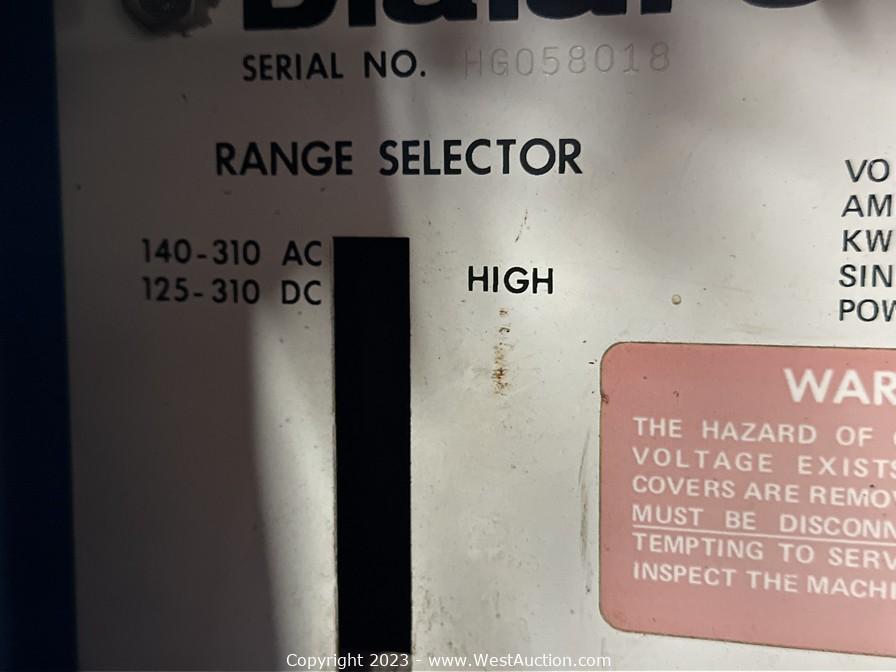 SERIAL NO. HG058018
RANGE SELECTOR
140-310 AC
125-310 DC
HIGH
VO
AM
KW
SIN
POW
WAR
THE HAZARD OF
VOLTAGE EXISTS
COVERS ARE REMOV
MUST BE DISCONN
TEMPTING TO SERV
INSPECT THE MACHI
Copyright 2023 - www.WestAuction.com